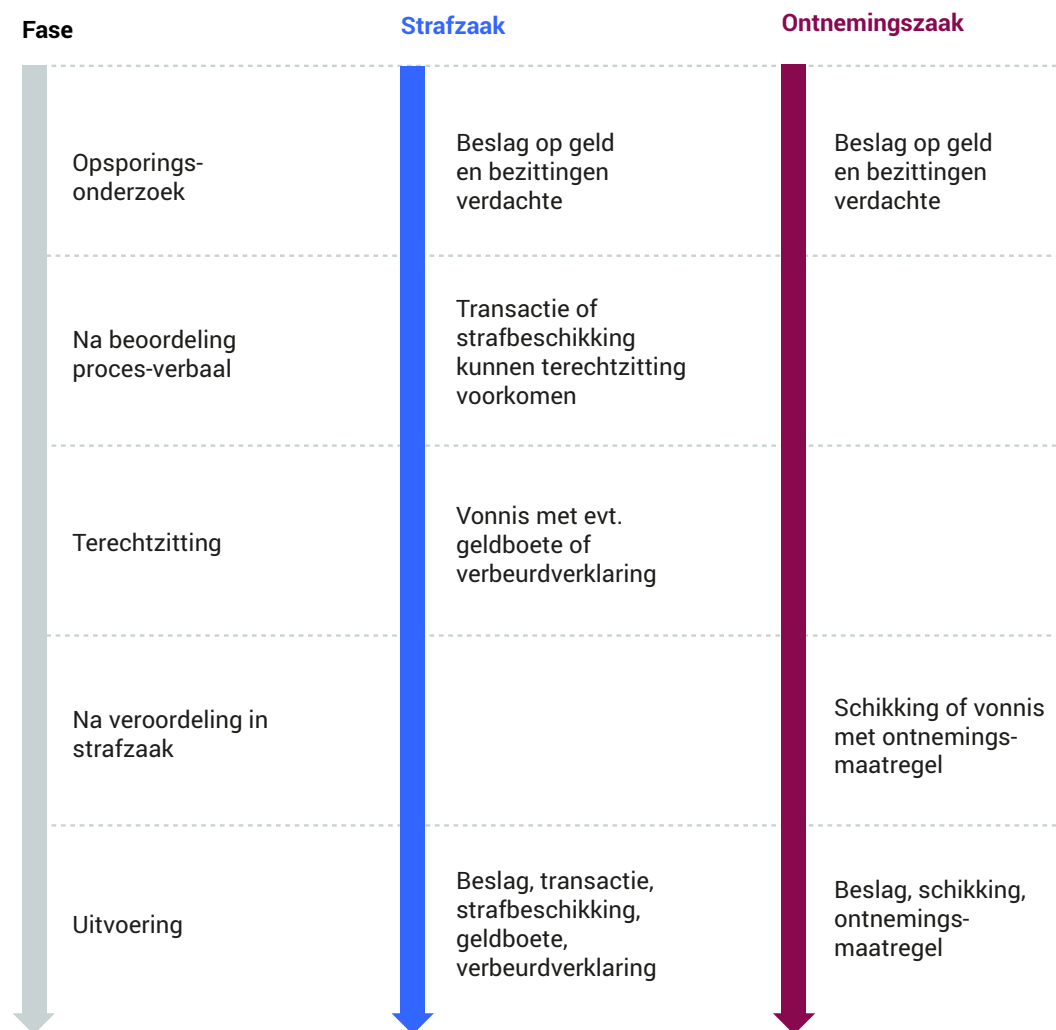 Fase
Strafzaak
Ontnemingszaak
Opsporings-
onderzoek
Beslag op geld
en bezittingen
verdachte
Beslag op geld
en bezittingen
verdachte
Na beoordeling
proces-verbaal
Transactie of
strafbeschikking
kunnen terechtzitting
voorkomen
Terechtzitting
Vonnis met evt.
geldboete of
verbeurdverklaring
Na veroordeling in
strafzaak
Schikking of vonnis
met ontnemings-
maatregel
Uitvoering
Beslag, transactie,
strafbeschikking,
geldboete,
verbeurdverklaring
Beslag, schikking,
ontnemings-
maatregel